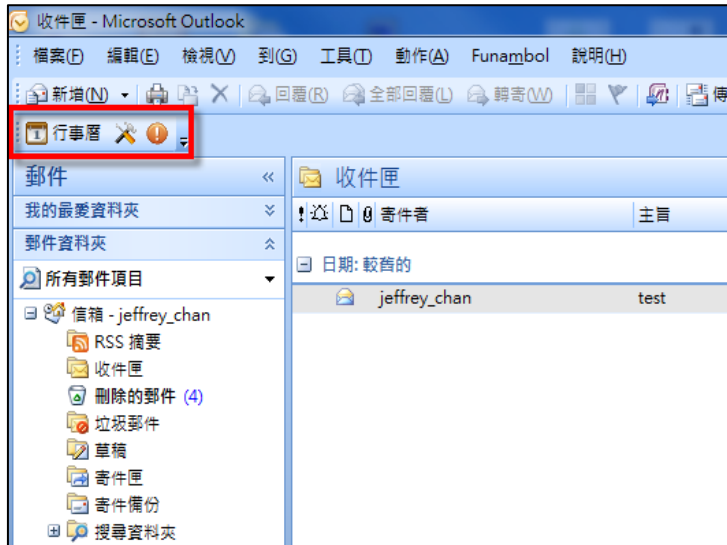 收件匣 - Microsoft Outlook
檔案(F) 編輯(E) 檢視(V) 到(G) 工具(T) 動作(A) Funambol 說明(H)
新增(N) 回覆(R) 全部回覆(L) 轉寄(W) 傳
1 行事曆
郵件 收件匣
我的最愛資料夾 寄件者 主旨
郵件資料夾
日期: 較舊的
所有郵件項目
jeffrey_chan test
信箱 - jeffrey_chan
RSS 摘要
收件匣
刪除的郵件 (4)
垃圾郵件
草稿
寄件匣
寄件備份
搜尋資料夾